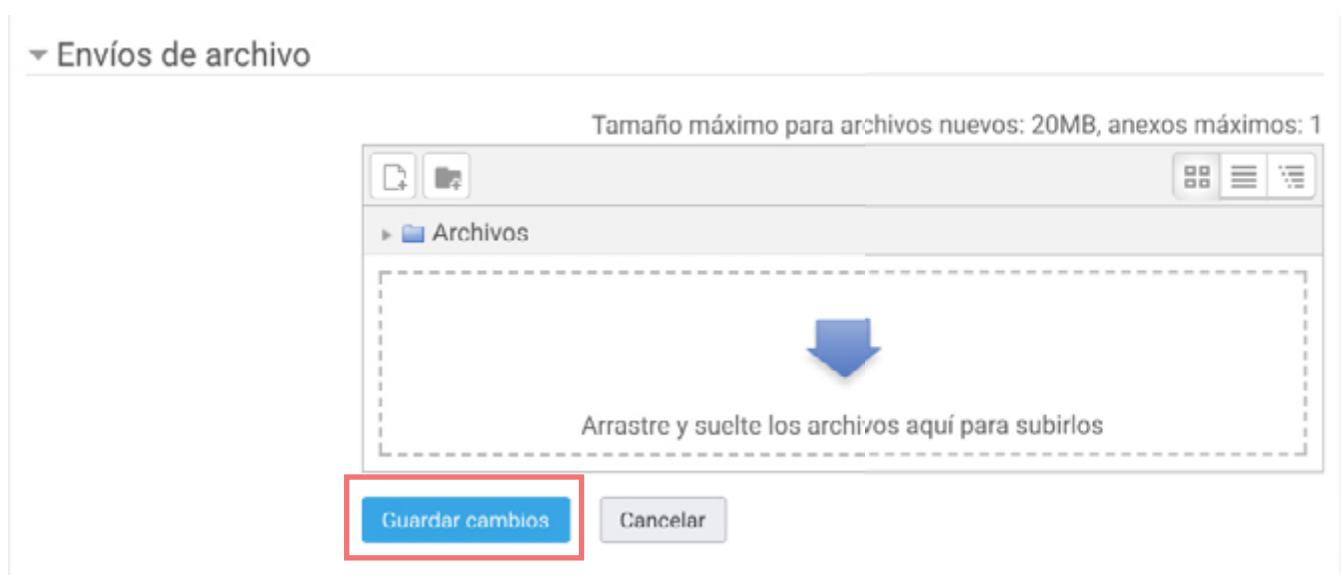 Envíos de archivo
Tamaño máximo para archivos nuevos: 20MB, anexos máximos: 1
Archivos
Arrastre y suelte los archivos aquí para subirlos
Guardar cambios
Cancelar